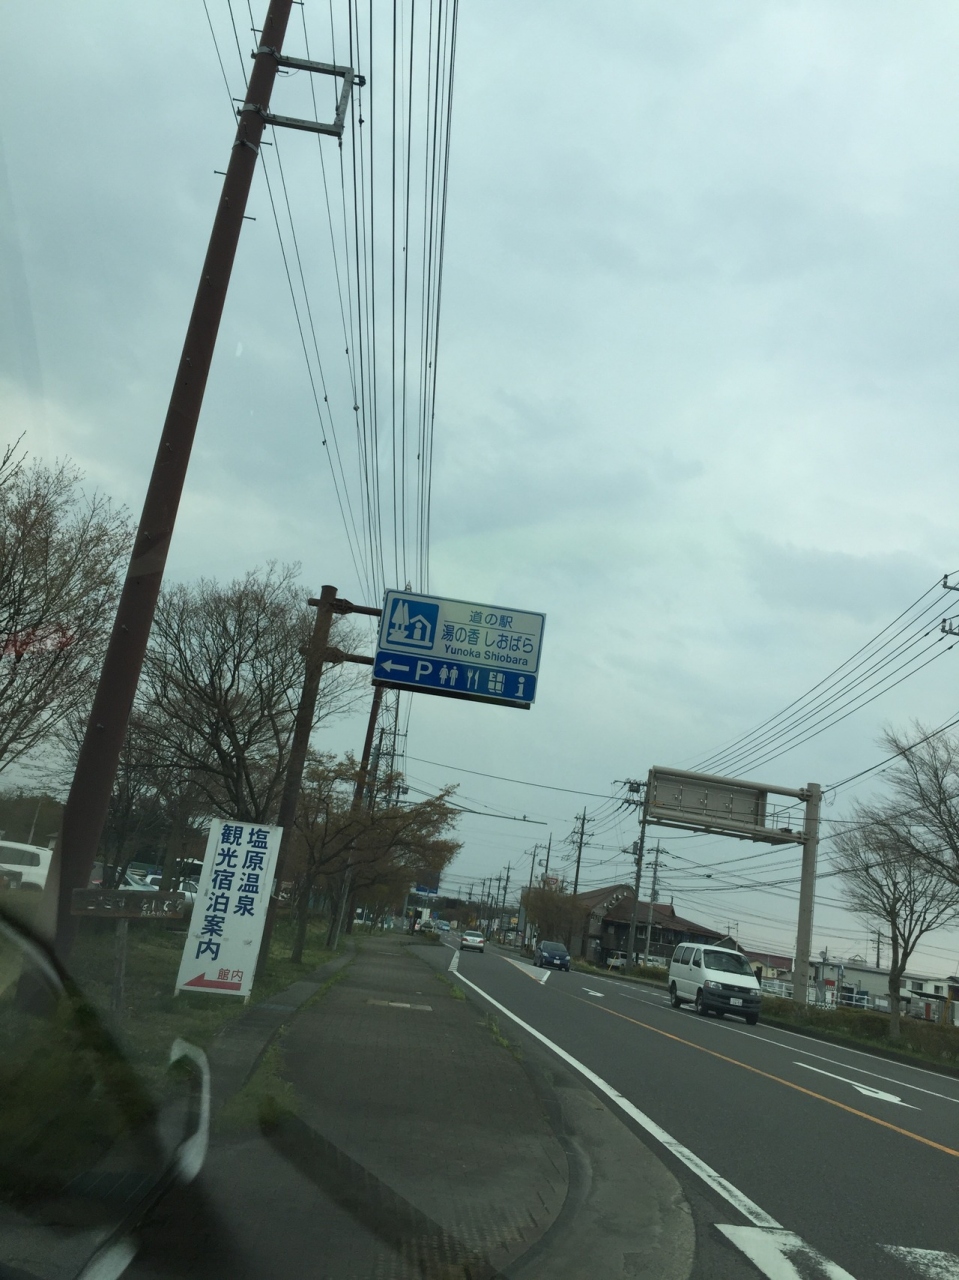 道の駅
湯の香しおばら
Yunoka Shiobara
P i
塩原温泉
観光宿泊案内
館内